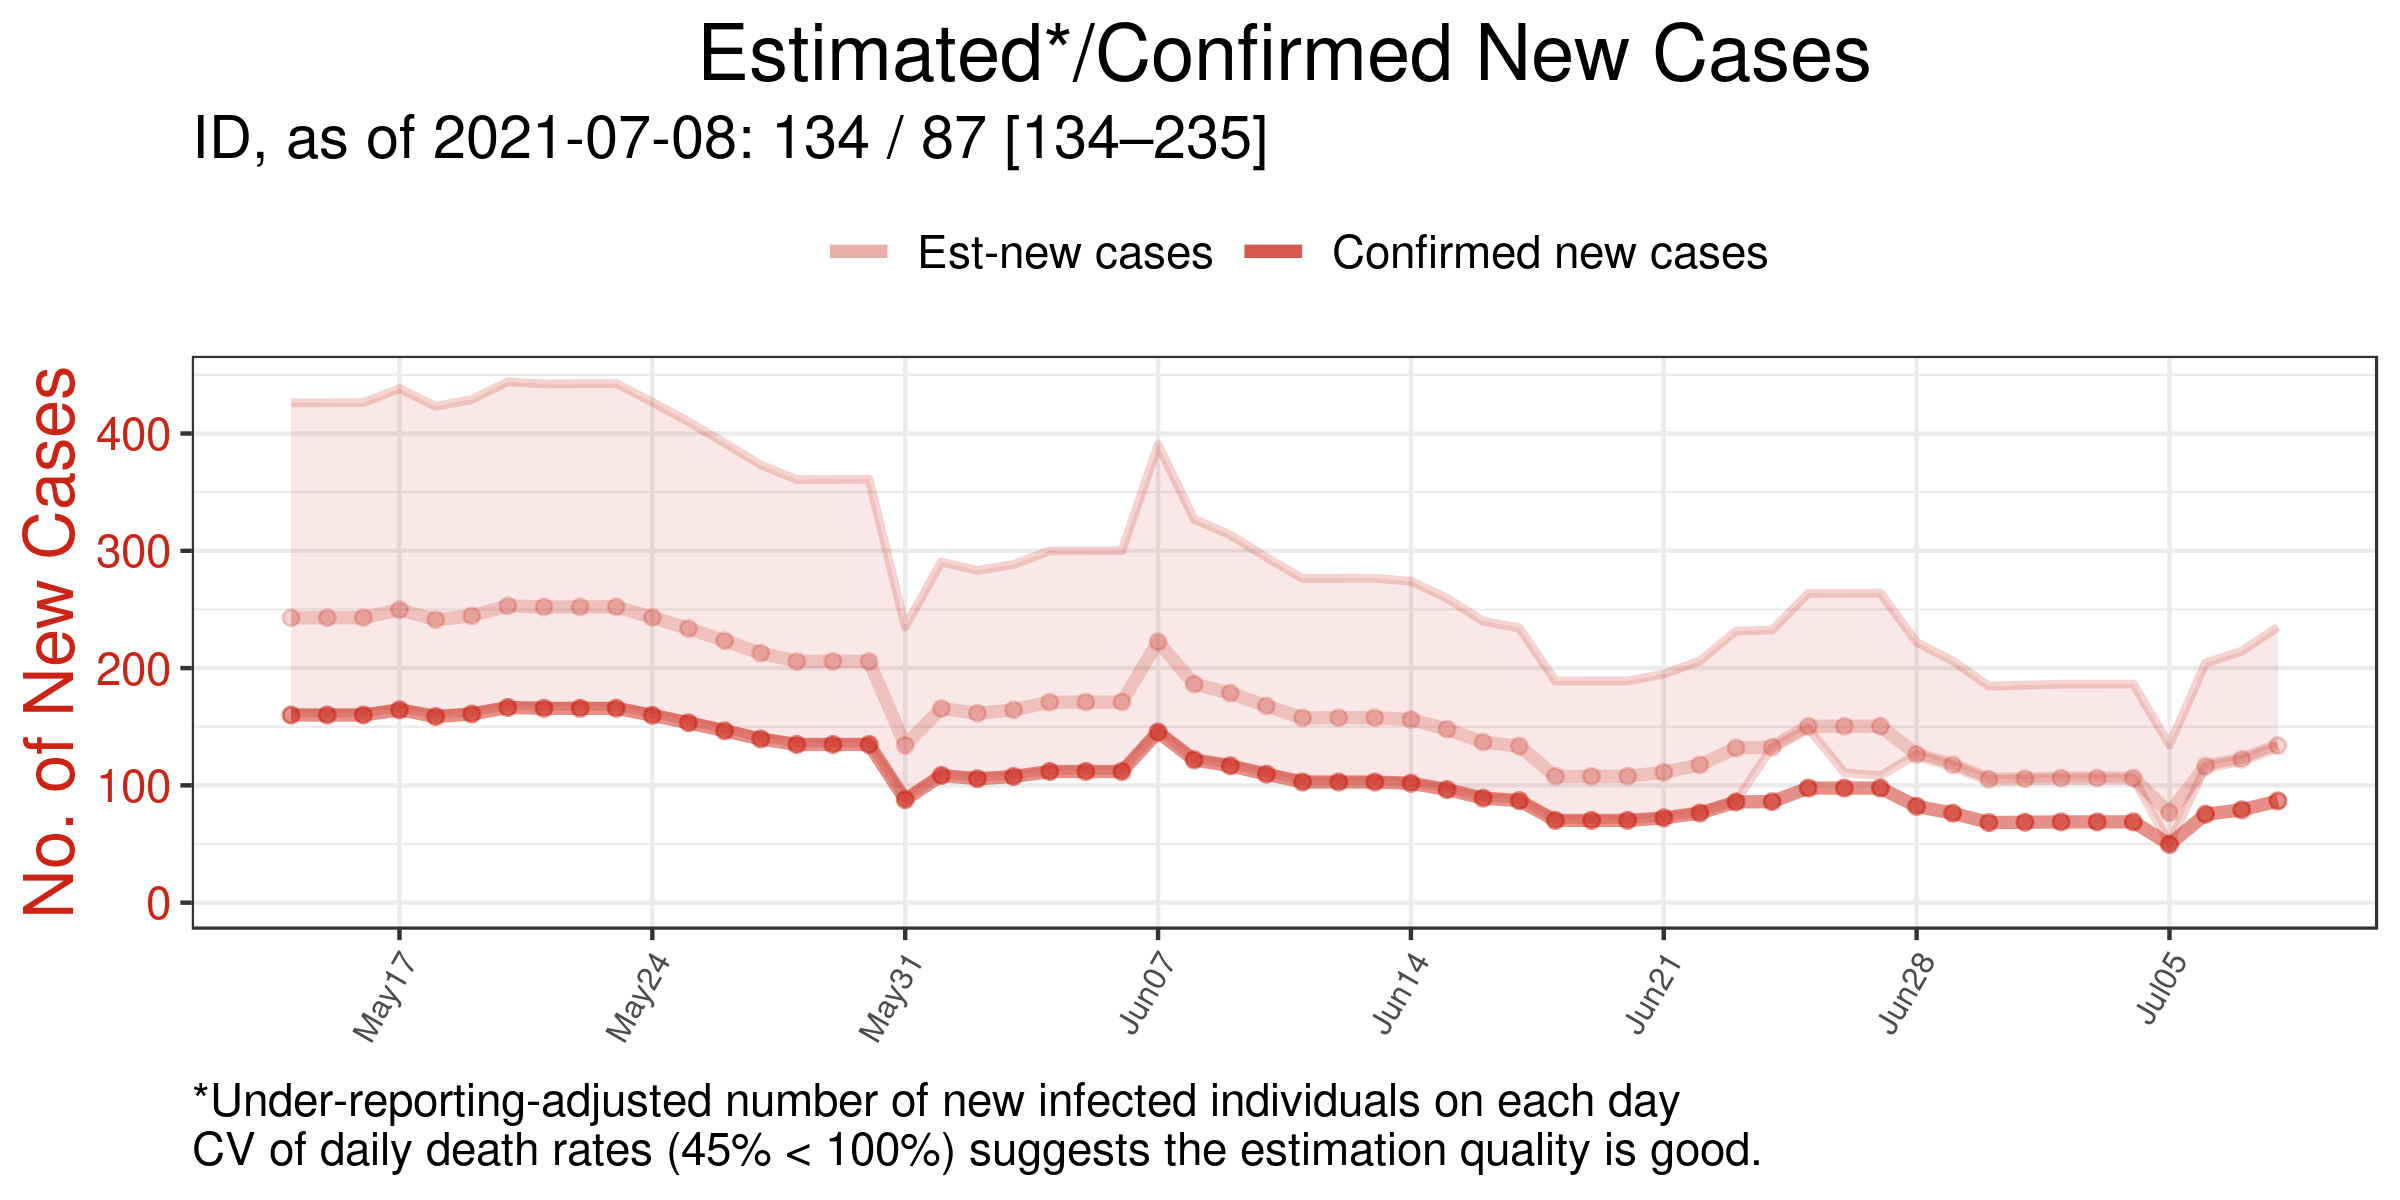 Estimated*/Confirmed New Cases
ID, as of 2021-07-08: 134 / 87 [134–235]
Est-new cases
Confirmed new cases
No. of New Cases
400
300
200
100
0
May17
May24
May31
Jun07
Jun14
Jun21
Jun28
Jul05
*Under-reporting-adjusted number of new infected individuals on each day
CV of daily death rates (45% < 100%) suggests the estimation quality is good.